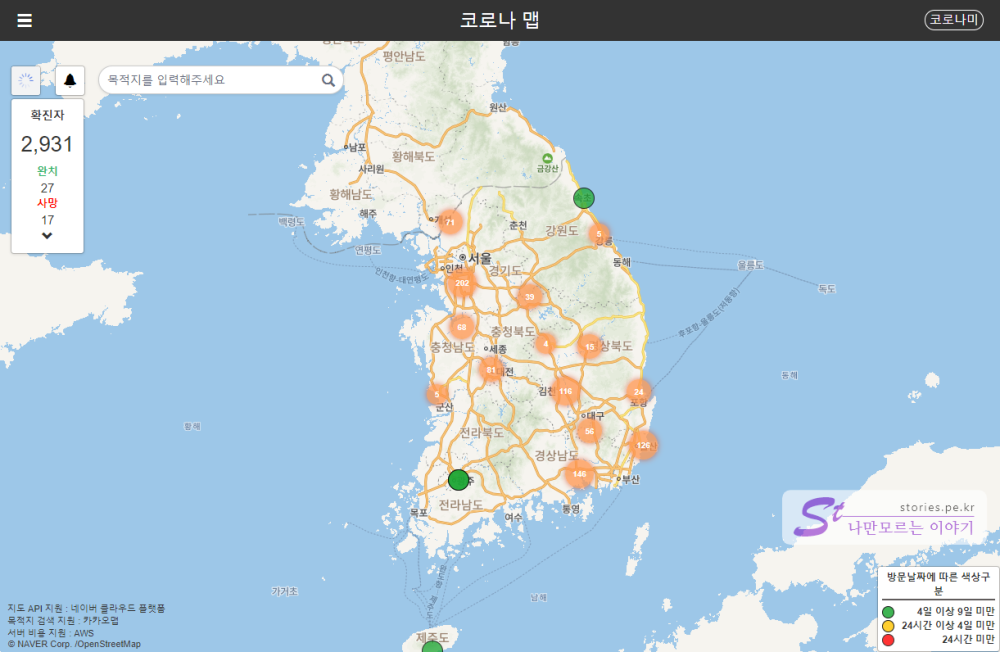 코로나 맵
코로나미
목적지를 입력해주세요
확진자
2,931
완치
27
사망
17
평안남도
원산
남포
황해북도
사리원
금강산
황해남도
해주
백령도
71
춘천
강원도
5
연평도
서울
인천
경기도
동해
울릉도
인천항-대연평도
202
39
독도
68
충청북도
충청남도
세종
4
15
상북도
81
전
동해
5
군산
김천
116
24
대구
황해
전라북도
56
126
경상남도
146
부산
전라남도
목포
여수
통영
stories.pe.kr
나만모르는 이야기
가거초
남해
제주도
방문날짜에 따른 색상구
분
4일 이상 9일 미만
24시간 이상 4일 미만
24시간 미만
지도 API 지원 : 네이버 클라우드 플랫폼
목적지 검색 지원 : 카카오맵
서버 비용 지원 : AWS
© NAVER Corp. /OpenStreetMap